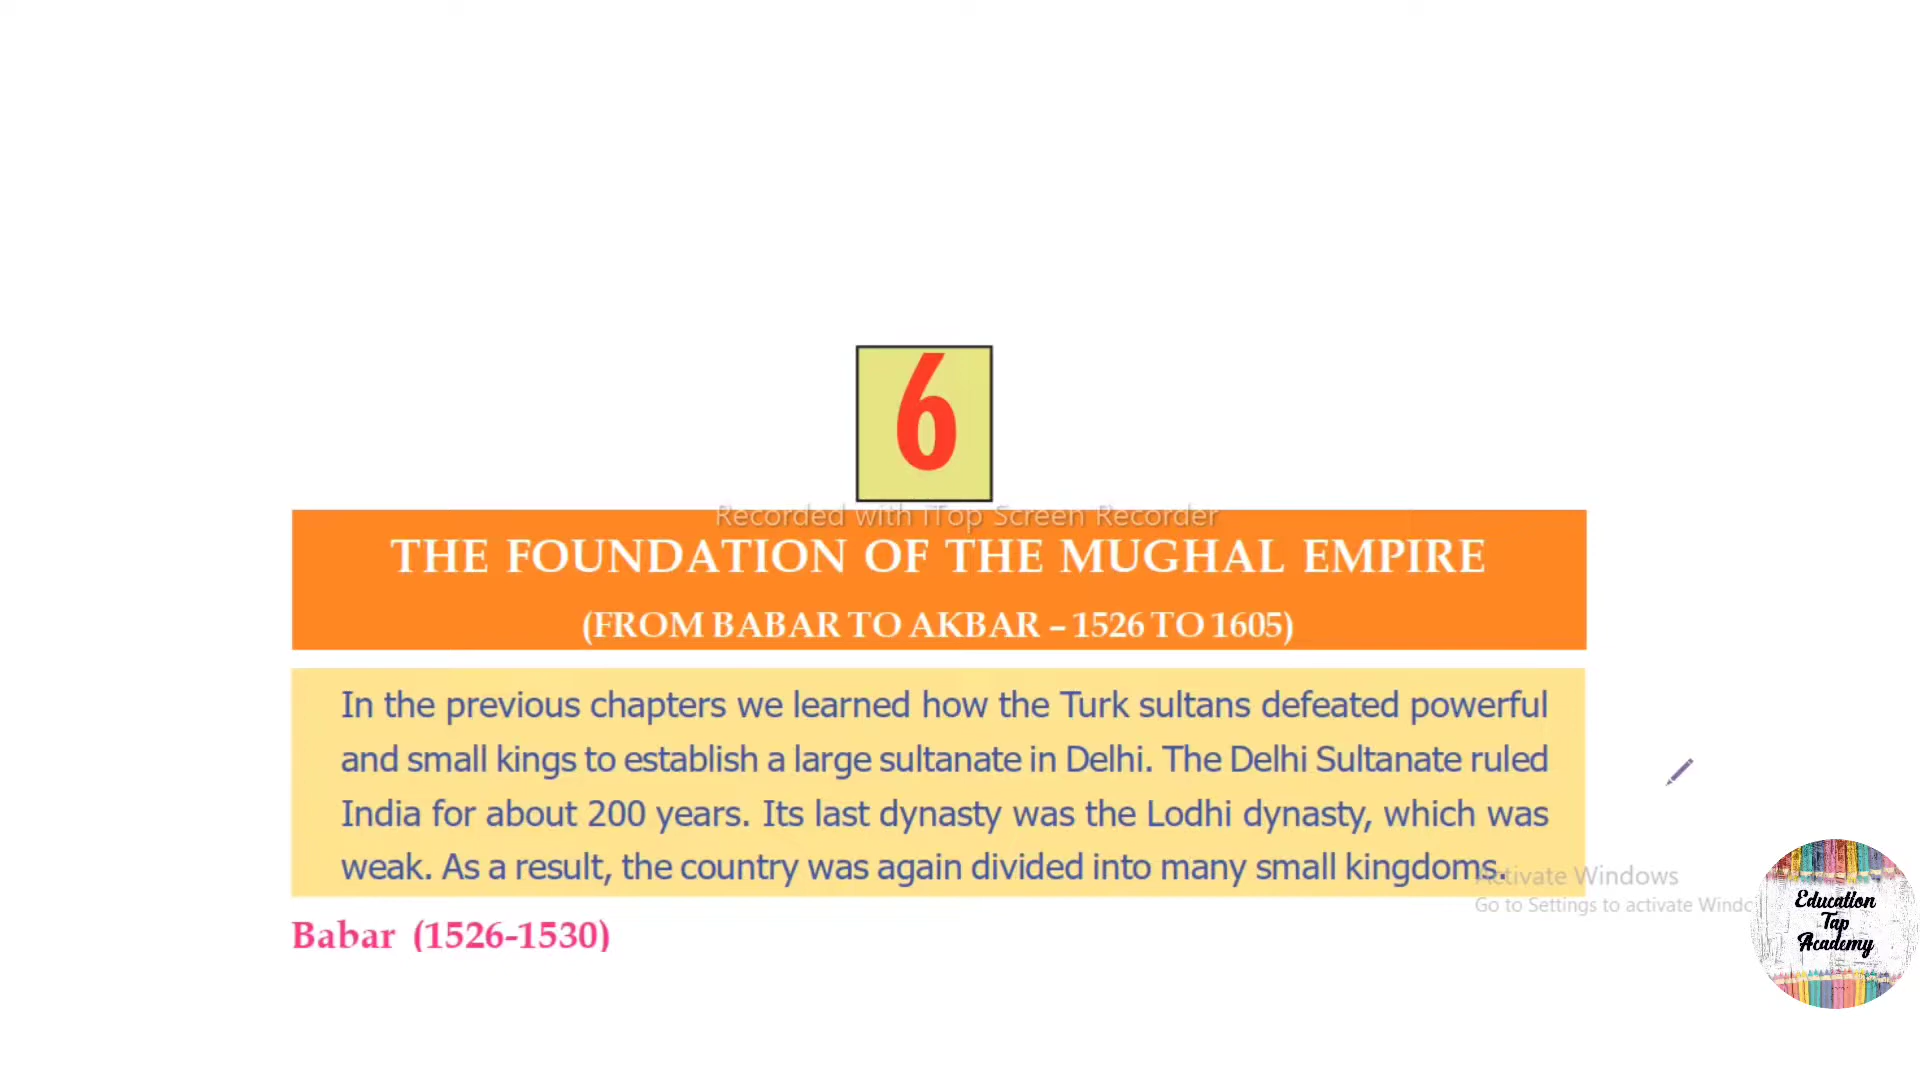 6
Recorded with iTop Screen Recorder
THE FOUNDATION OF THE MUGHAL EMPIRE
(FROM BABAR TO AKBAR – 1526 TO 1605)
In the previous chapters we learned how the Turk sultans defeated powerful
and small kings to establish a large sultanate in Delhi. The Delhi Sultanate ruled
India for about 200 years. Its last dynasty was the Lodhi dynasty, which was
weak. As a result, the country was again divided into many small kingdoms.
Activate Windows
Go to Settings to activate Windo
Babar (1526-1530)
Education
Tap
Academy